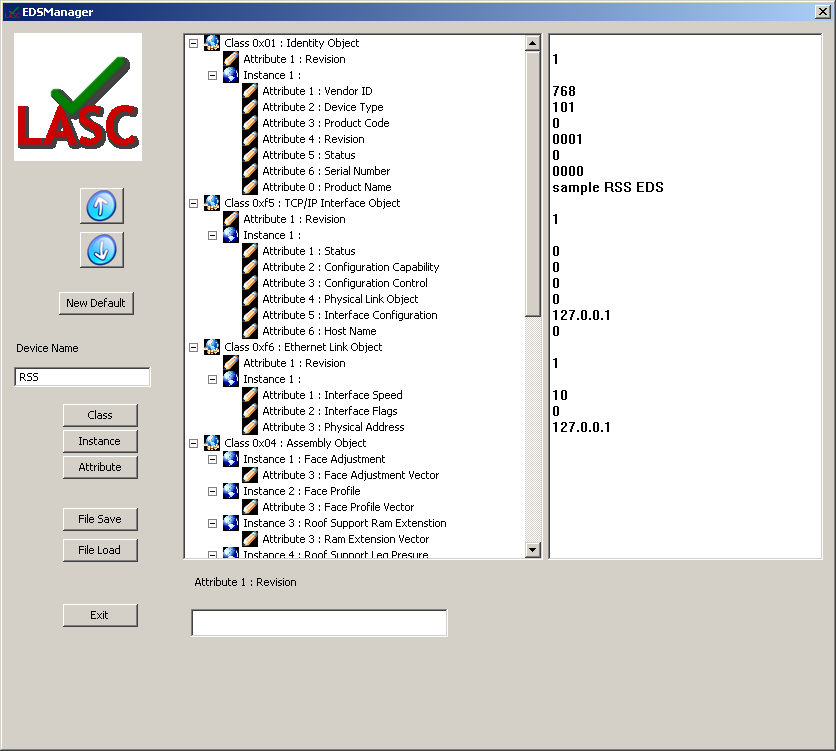 EDSManager
LASC
New Default
Device Name
RSS
Class
Instance
Attribute
File Save
File Load
Exit
Class 0x01 : Identity Object
Attribute 1 : Revision 1
Instance 1 :
Attribute 1 : Vendor ID 768
Attribute 2 : Device Type 101
Attribute 3 : Product Code 0
Attribute 4 : Revision 0001
Attribute 5 : Status 0
Attribute 6 : Serial Number 0000
Attribute 0 : Product Name sample RSS EDS
Class 0xf5 : TCP/IP Interface Object
Attribute 1 : Revision 1
Instance 1 :
Attribute 1 : Status 0
Attribute 2 : Configuration Capability 0
Attribute 3 : Configuration Control 0
Attribute 4 : Physical Link Object 0
Attribute 5 : Interface Configuration 127.0.0.1
Attribute 6 : Host Name 0
Class 0xf6 : Ethernet Link Object
Attribute 1 : Revision 1
Instance 1 :
Attribute 1 : Interface Speed 10
Attribute 2 : Interface Flags 0
Attribute 3 : Physical Address 127.0.0.1
Class 0x04 : Assembly Object
Instance 1 : Face Adjustment
Attribute 3 : Face Adjustment Vector
Instance 2 : Face Profile
Attribute 3 : Face Profile Vector
Instance 3 : Roof Support Ram Extenstion
Attribute 3 : Ram Extension Vector
Instance 4 : Roof Support Leg Presure
Attribute 1 : Revision